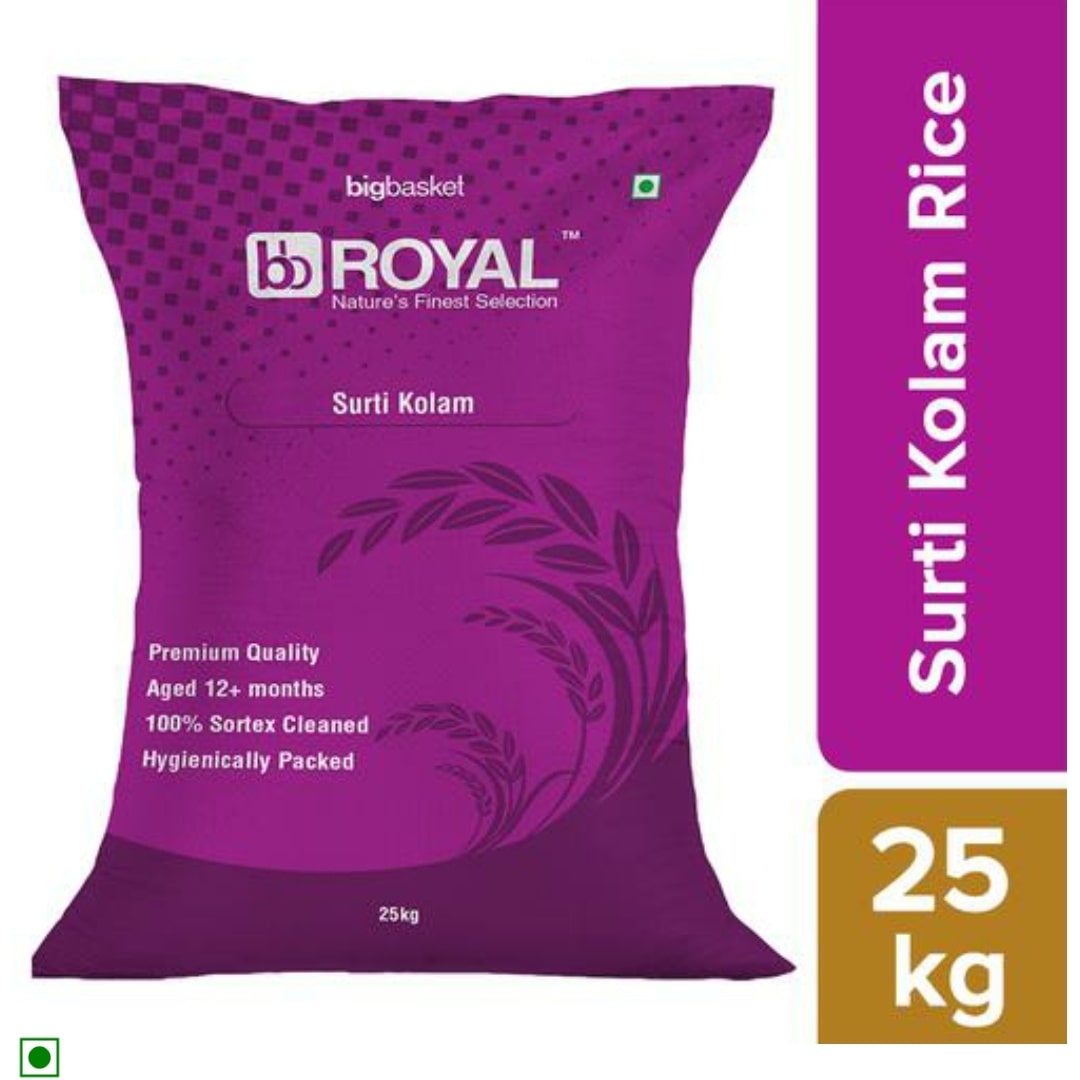 bigbasket
bb ROYAL™
Nature's Finest Selection
Surti Kolam
Premium Quality
Aged 12+ months
100% Sortex Cleaned
Hygienically Packed
25kg
Surti Kolam Rice
25
kg